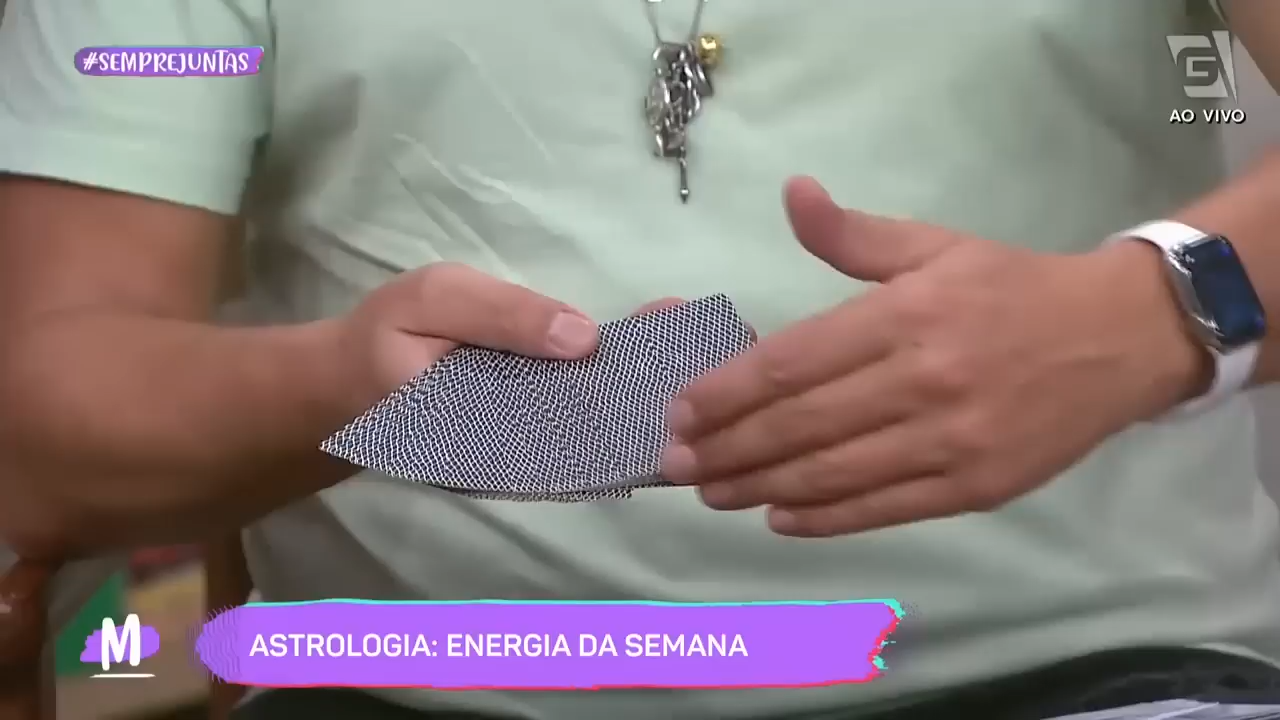 #SEMPREJUNTAS
G
AO VIVO
M
ASTROLOGIA: ENERGIA DA SEMANA